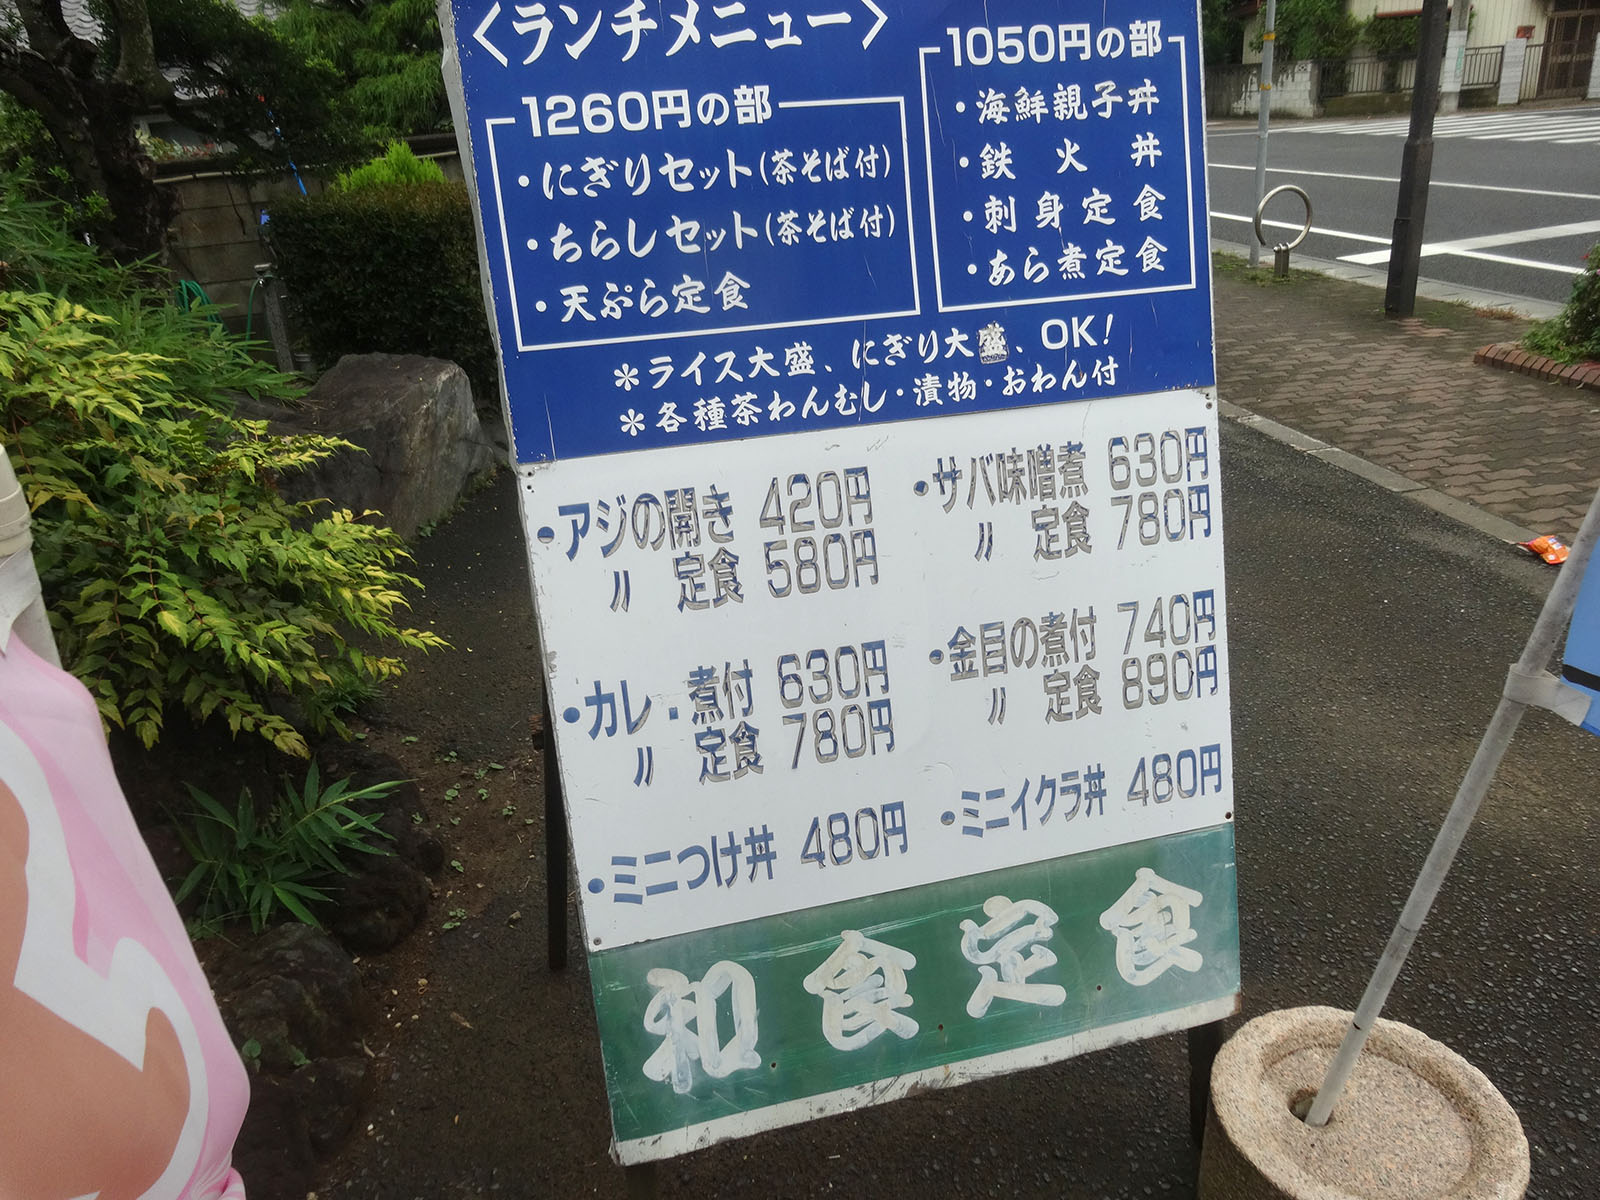 〈ランチメニュー〉
1260円の部
・にぎりセット(茶そば付)
・ちらしセット(茶そば付)
・天ぷら定食
1050円の部
・海鮮親子丼
・鉄火丼
・刺身定食
・あら煮定食
＊ライス大盛、にぎり大盛、OK!
＊各種茶わんむし・漬物・おわん付
・アジの開き 420円
〃 定食 580円
・カレ・煮付 630円
〃 定食 780円
・ミニつけ丼 480円
・サバ味噌煮 630円
〃 定食 780円
・金目の煮付 740円
〃 定食 890円
・ミニイクラ丼 480円
和食定食